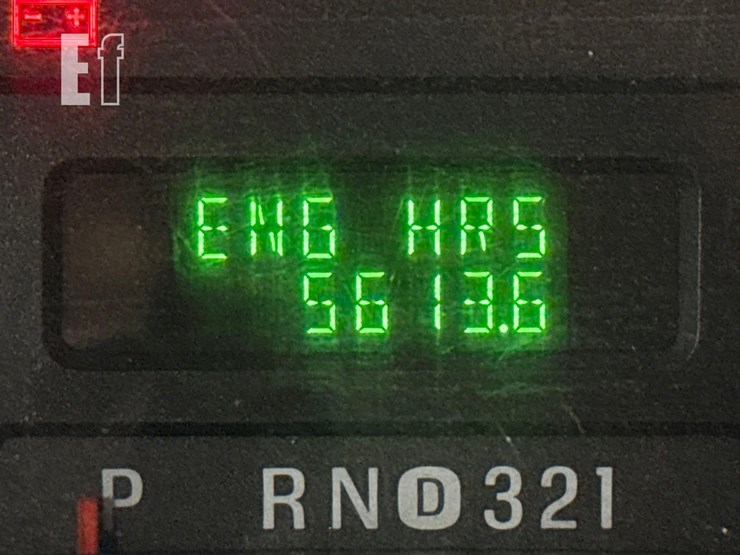 - +
Ef
ENG HRS
5613.6
P RND321